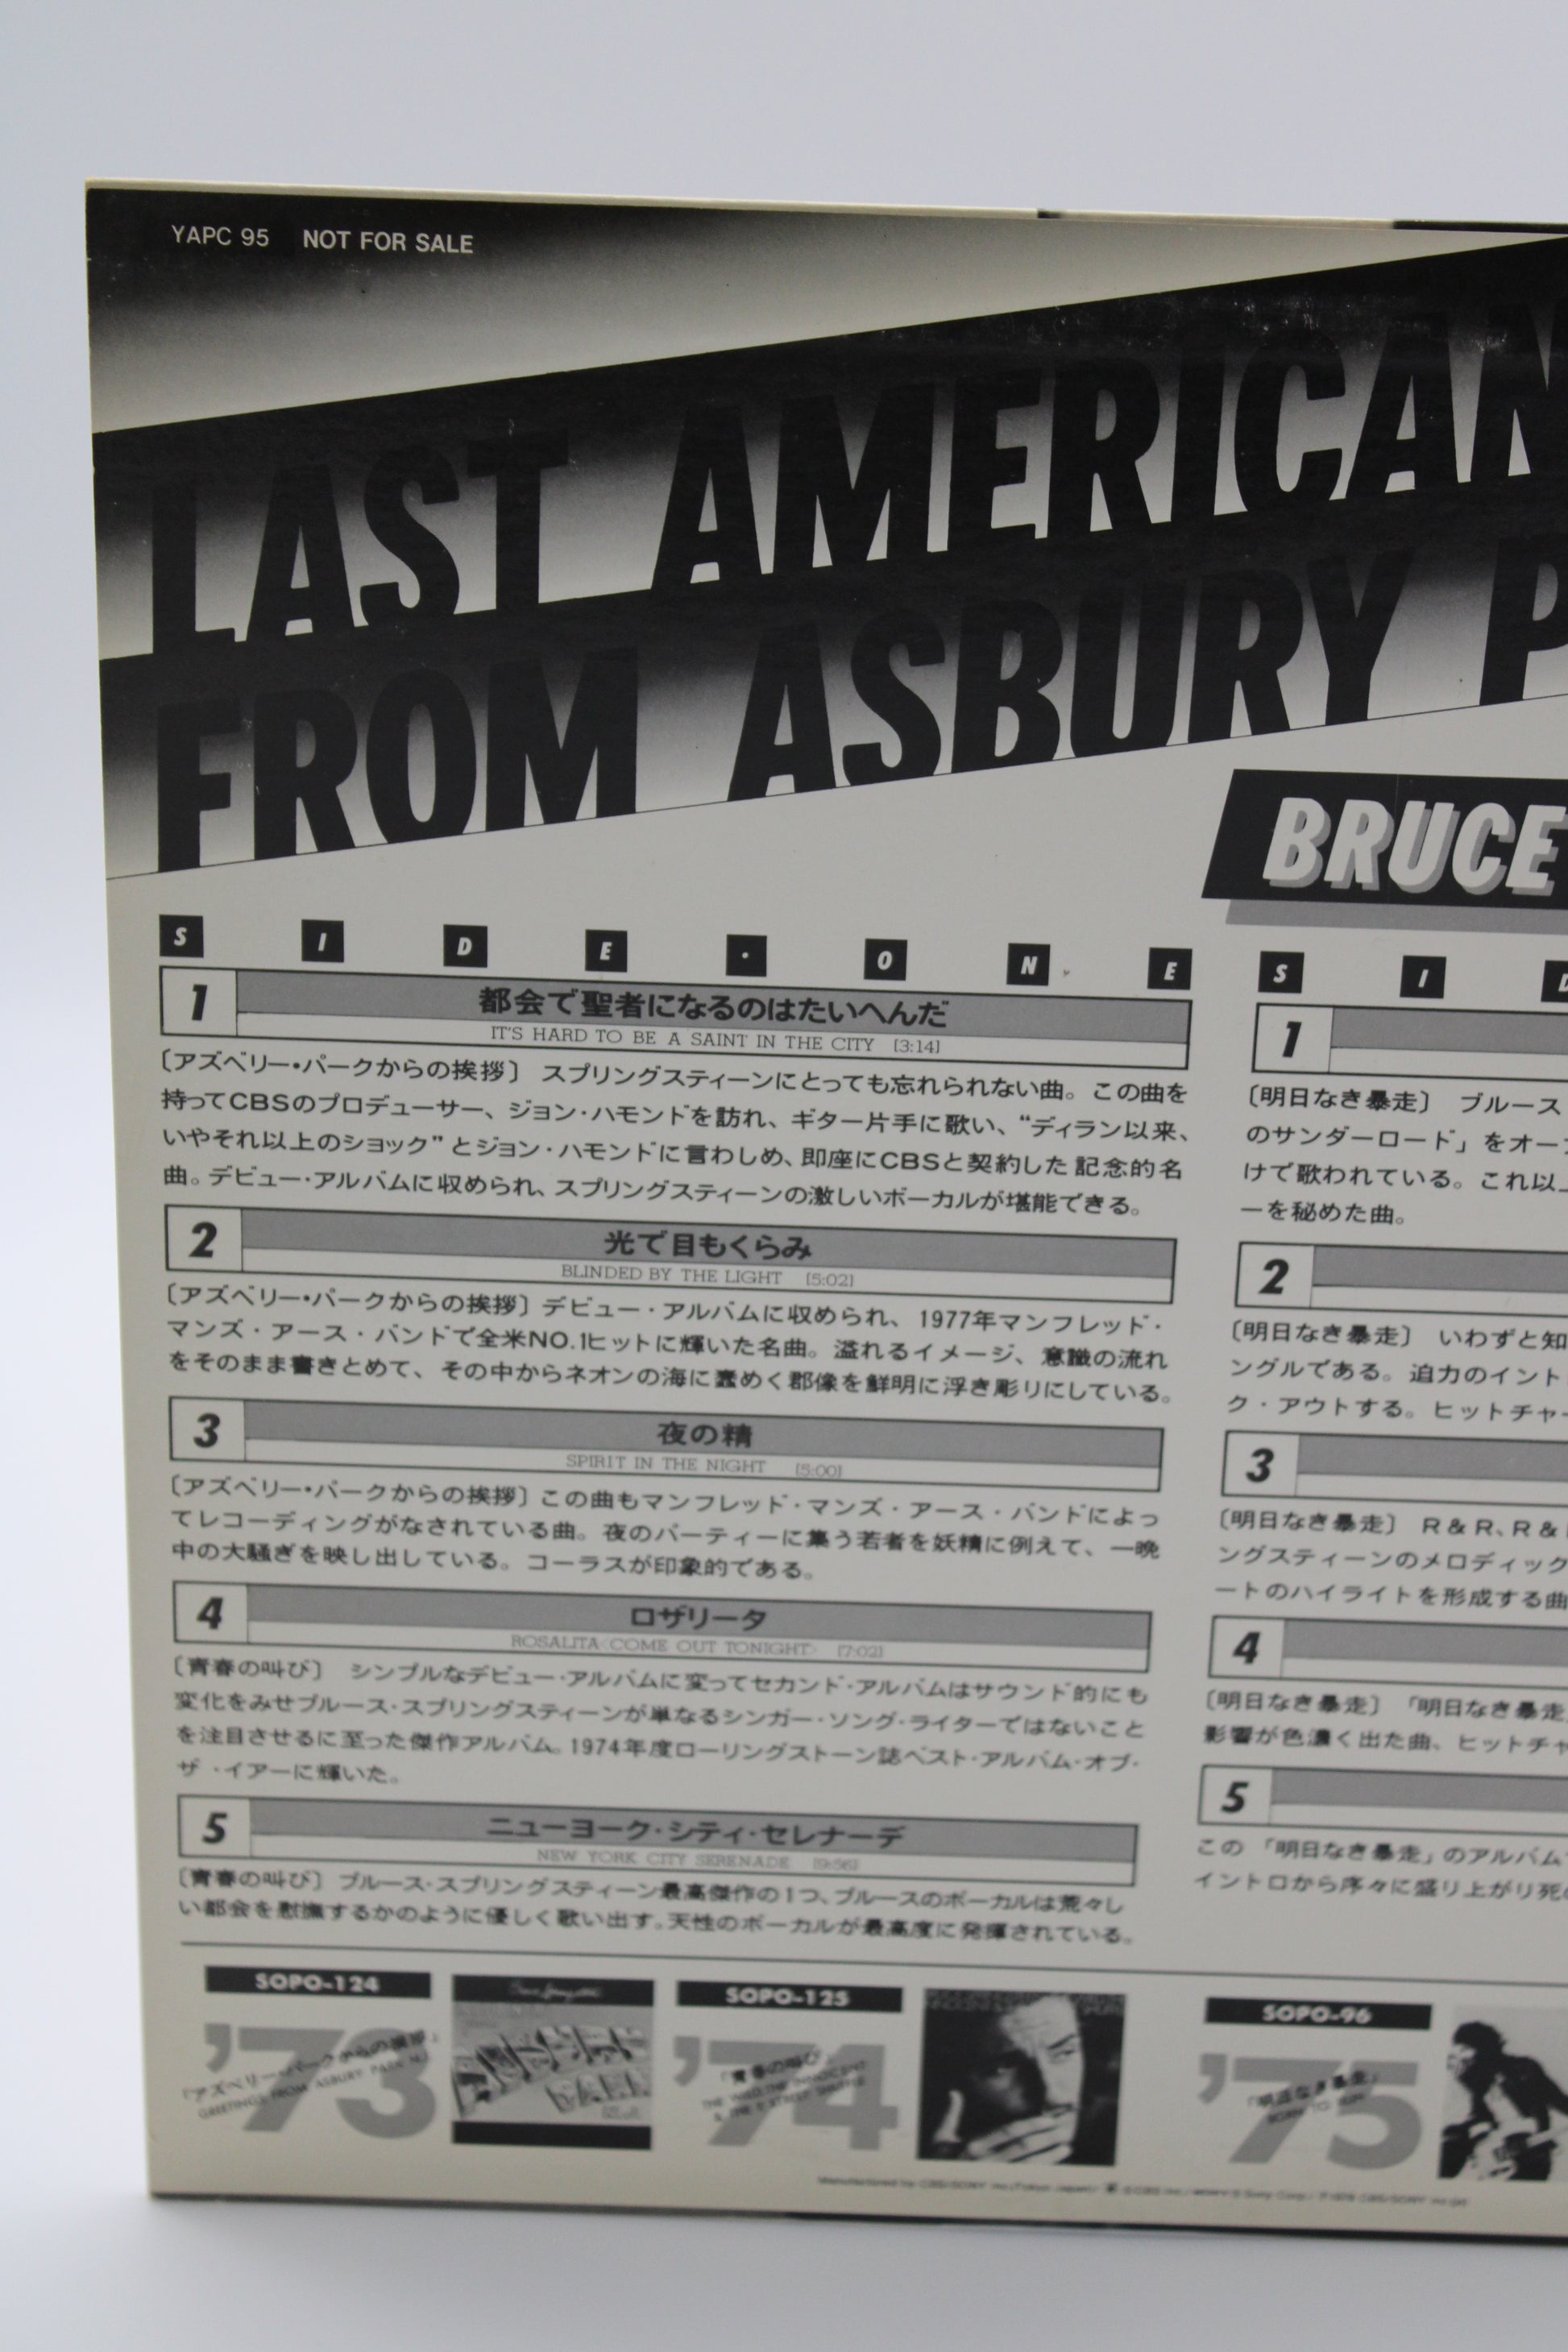 YAPC 95 NOT FOR SALE
LAST AMERICAN
FROM ASBURY P
BRUCE
SIDE・ONE
1 都会で聖者になるのはたいへんだ
IT'S HARD TO BE A SAINT IN THE CITY [3:14]
〔アズベリー・パークからの挨拶〕 スプリングスティーンにとっても忘れられない曲。この曲を
持ってCBSのプロデューサー、ジョン・ハモンドを訪れ、ギター片手に歌い、“ディラン以来、
いやそれ以上のショック”とジョン・ハモンドに言わしめ、即座にCBSと契約した記念的名
曲。デビュー・アルバムに収められ、スプリングスティーンの激しいボーカルが堪能できる。
2 光で目もくらみ
BLINDED BY THE LIGHT [5:02]
〔アズベリー・パークからの挨拶〕デビュー・アルバムに収められ、1977年マンフレッド・
マンズ・アース・バンドで全米NO.1ヒットに輝いた名曲。溢れるイメージ、意識の流れ
をそのまま書きとめて、その中からネオンの海に蠢めく群像を鮮明に浮き彫りにしている。
3 夜の精
SPIRIT IN THE NIGHT [5:00]
〔アズベリー・パークからの挨拶〕この曲もマンフレッド・マンズ・アース・バンドによっ
てレコーディングがなされている曲。夜のパーティーに集う若者を妖精に例えて、一晩
中の大騒ぎを映し出している。コーラスが印象的である。
4 ロザリータ
ROSALITA〈COME OUT TONIGHT〉 [7:02]
〔青春の叫び〕 シンプルなデビュー・アルバムに変ってセカンド・アルバムはサウンド的にも
変化をみせブルース・スプリングスティーンが単なるシンガー・ソング・ライターではないこと
を注目させるに至った傑作アルバム。1974年度ローリングストーン誌ベスト・アルバム・オブ・
ザ・イアーに輝いた。
5 ニューヨーク・シティ・セレナーデ
NEW YORK CITY SERENADE [9:56]
〔青春の叫び〕ブルース・スプリングスティーン最高傑作の1つ、ブルースのボーカルは荒々し
い都会を慰撫するかのように優しく歌い出す。天性のボーカルが最高度に発揮されている。
SID
1
〔明日なき暴走〕 ブルース
のサンダーロード」をオー
けで歌われている。これ以上
ーを秘めた曲。
2
〔明日なき暴走〕 いわずと知
ングルである。迫力のイント
ク・アウトする。ヒットチャー
3
〔明日なき暴走〕 R&R、R&
ングスティーンのメロディック
ートのハイライトを形成する曲
4
〔明日なき暴走〕「明日なき暴走
影響が色濃く出た曲、ヒットチャ
5
この「明日なき暴走」のアルバム
イントロから序々に盛り上がり死
SOPO-124
'73
「アズベリー・パークからの挨拶」
GREETINGS FROM ASBURY PARK N.J.
SOPO-125
'74
「青春の叫び」
THE WILD, THE INNOCENT
& THE E STREET SHUFFLE
SOPO-96
'75
「明日なき暴走」
BORN TO RUN